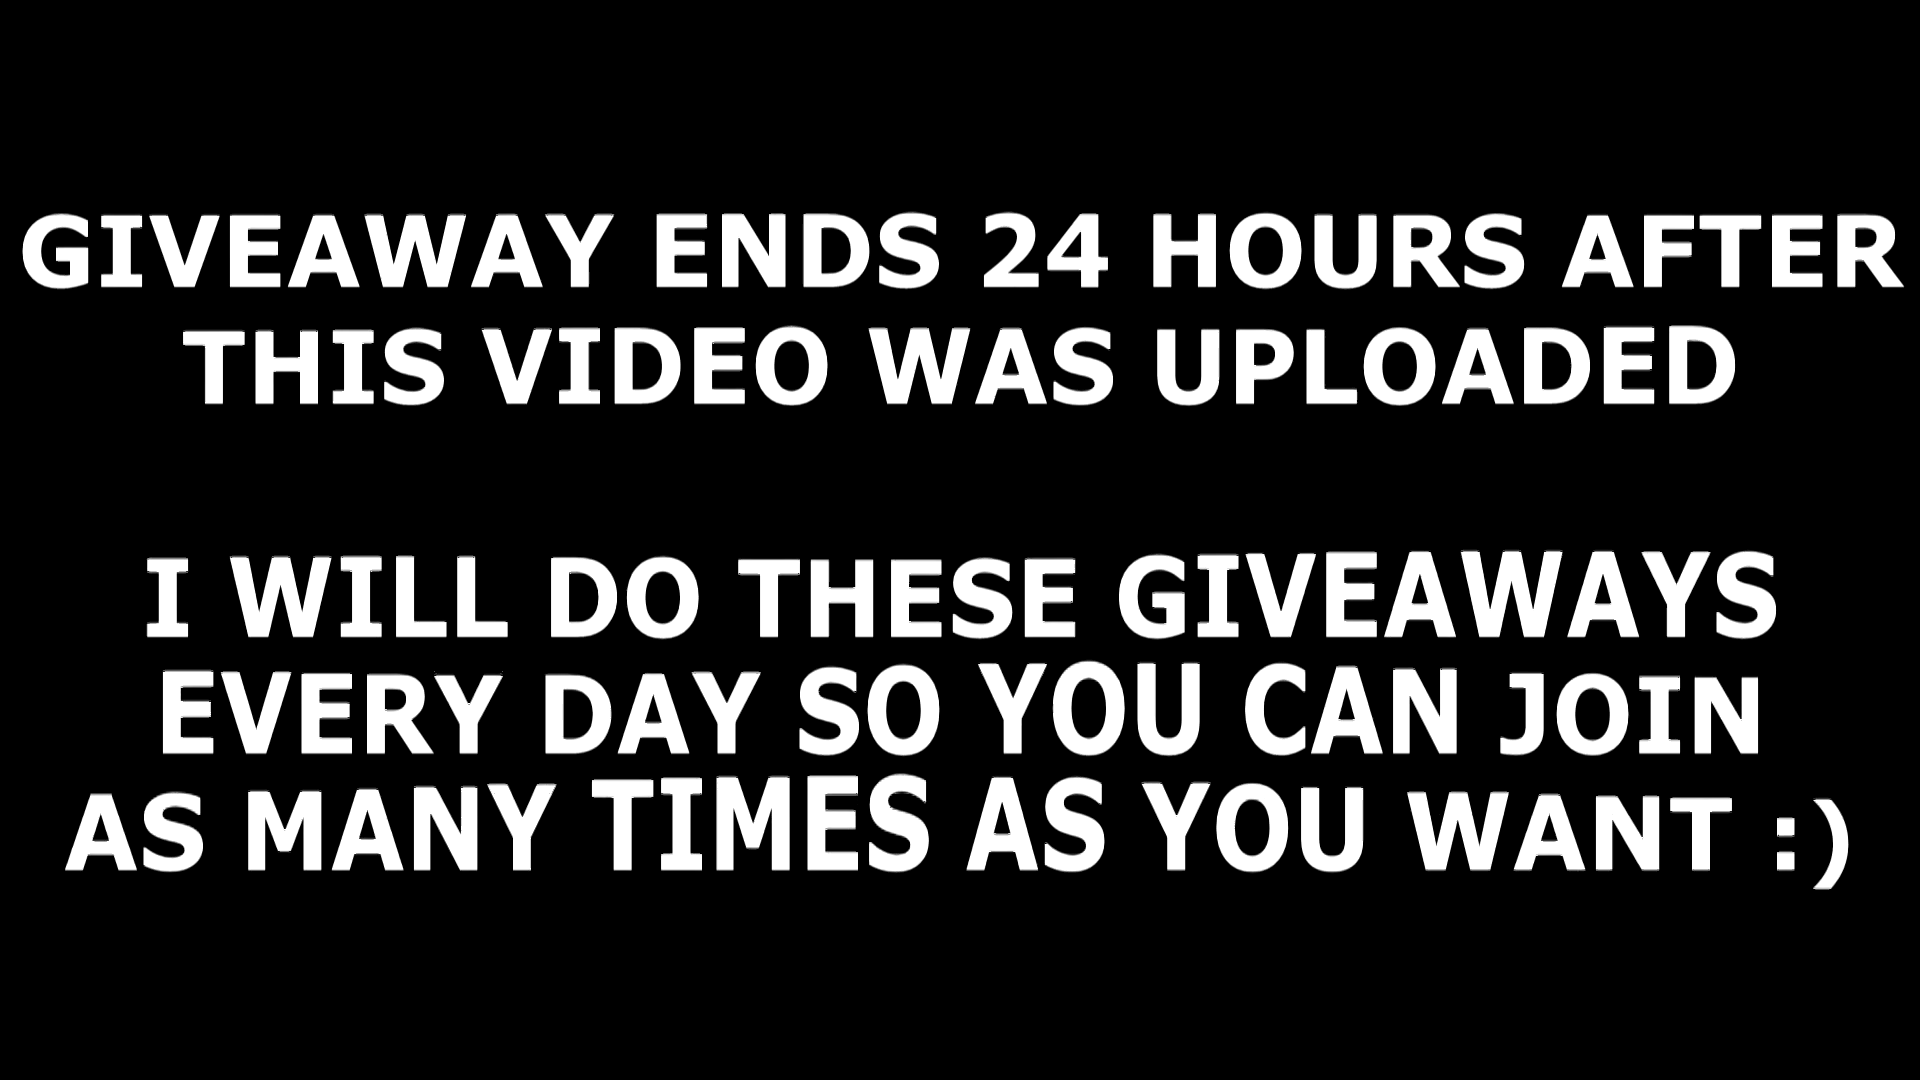 GIVEAWAY ENDS 24 HOURS AFTER
THIS VIDEO WAS UPLOADED
I WILL DO THESE GIVEAWAYS
EVERY DAY SO YOU CAN JOIN
AS MANY TIMES AS YOU WANT :)